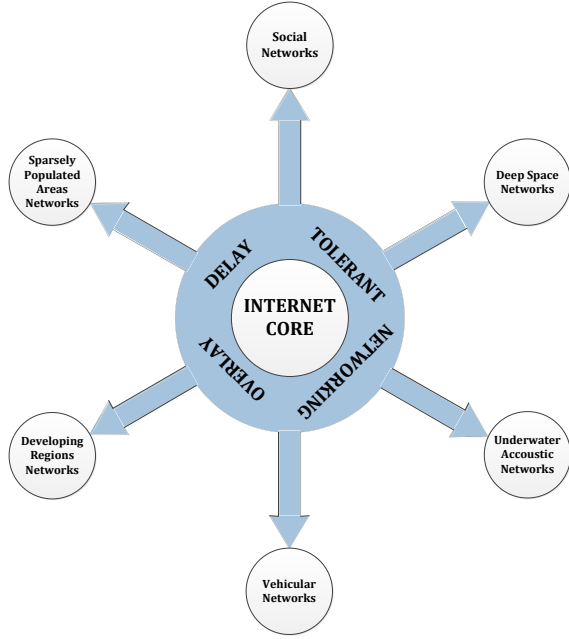 Social
Networks
Sparsely
Populated
Areas
Networks
Deep Space
Networks
DELAY
TOLERANT
INTERNET
CORE
OVERLAY
NETWORKING
Developing
Regions
Networks
Underwater
Accoustic
Networks
Vehicular
Networks